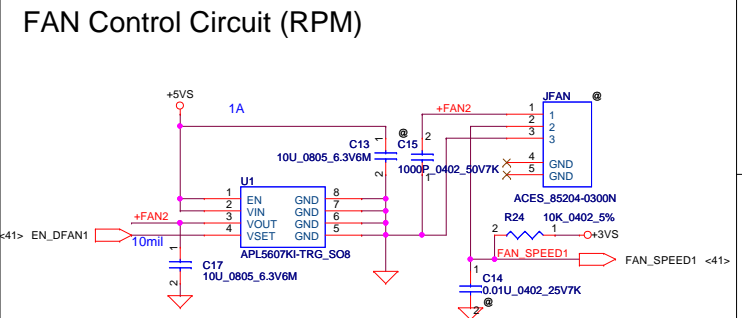 FAN Control Circuit (RPM)
+5VS
1A
JFAN @
+FAN2
1 1
2 2
3 3
4 GND
5 GND
ACES_85204-0300N
C13
10U_0805_6.3V6M
1
2
@
C15
2
1000P_0402_50V7K
1
U1
1 EN GND 8
2 VIN GND 7
3 VOUT GND 6
4 VSET GND 5
APL5607KI-TRG_SO8
+FAN2
<41> EN_DFAN1
10mil
1
C17
10U_0805_6.3V6M
2
R24 10K_0402_5%
2 1
+3VS
FAN_SPEED1
FAN_SPEED1 <41>
1
C14
0.01U_0402_25V7K
2
@